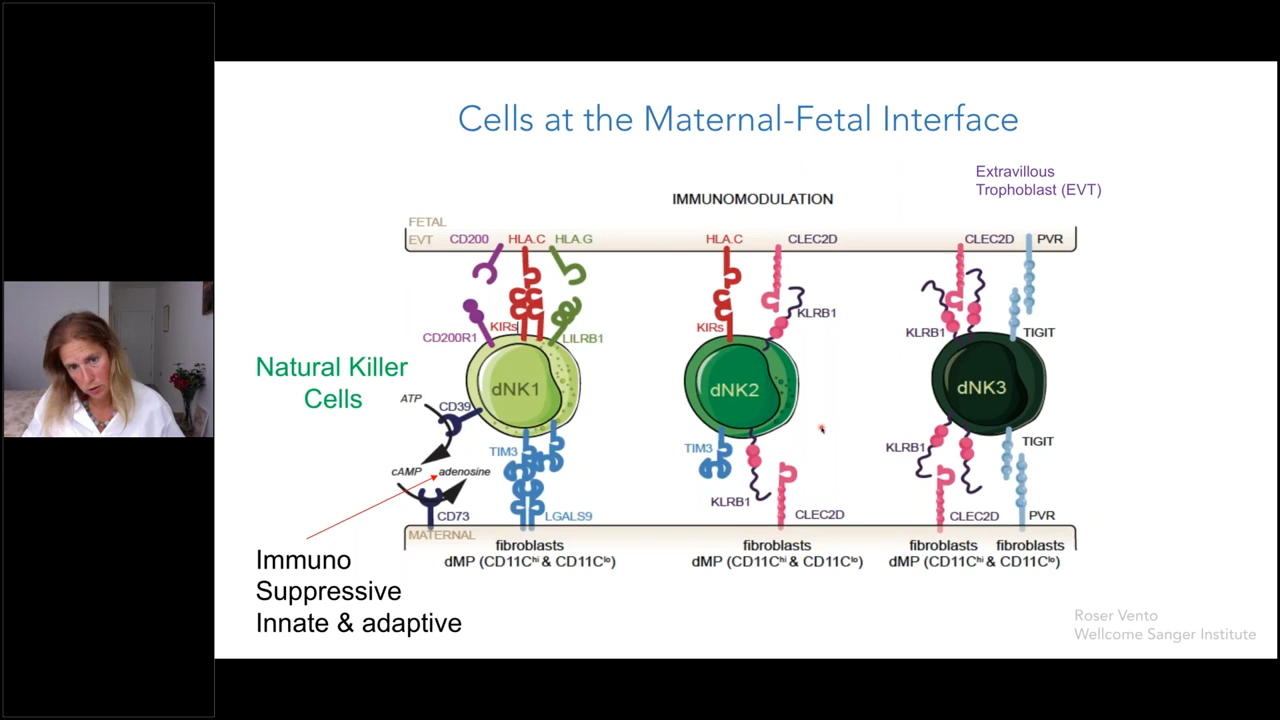 Cells at the Maternal-Fetal Interface
Extravillous
Trophoblast (EVT)
IMMUNOMODULATION
FETAL
EVT CD200 HLA.C HLA.G HLA.C CLEC2D CLEC2D PVR
KLRB1
KIRs KIRs
CD200R1 LILRB1 KLRB1 TIGIT
Natural Killer
Cells
dNK1 dNK2 dNK3
ATP CD39
TIM3 TIM3 KLRB1 TIGIT
cAMP adenosine
KLRB1
CD73 LGALS9 CLEC2D CLEC2D PVR
MATERNAL
fibroblasts fibroblasts fibroblasts fibroblasts
dMP (CD11Cʰⁱ & CD11Cˡᵒ) dMP (CD11Cʰⁱ & CD11Cˡᵒ) dMP (CD11Cʰⁱ & CD11Cˡᵒ)
Immuno
Suppressive
Innate & adaptive
Roser Vento
Wellcome Sanger Institute